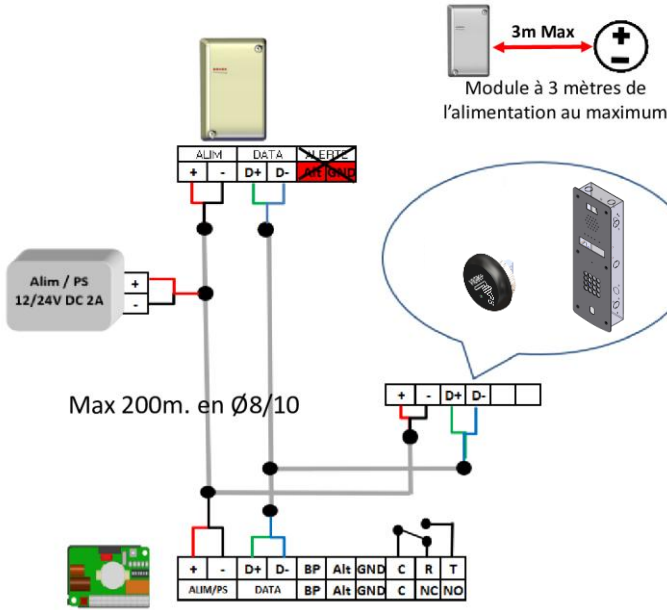 3m Max
+
-
Module à 3 mètres de
l'alimentation au maximum
ALIM DATA ALERTE
+ - D+ D- Alt GND
Alim / PS
12/24V DC 2A
+
-
Max 200m. en Ø8/10
+ - D+ D-
+ - D+ D- BP Alt GND C R T
ALIM/PS DATA BP Alt GND C NC NO